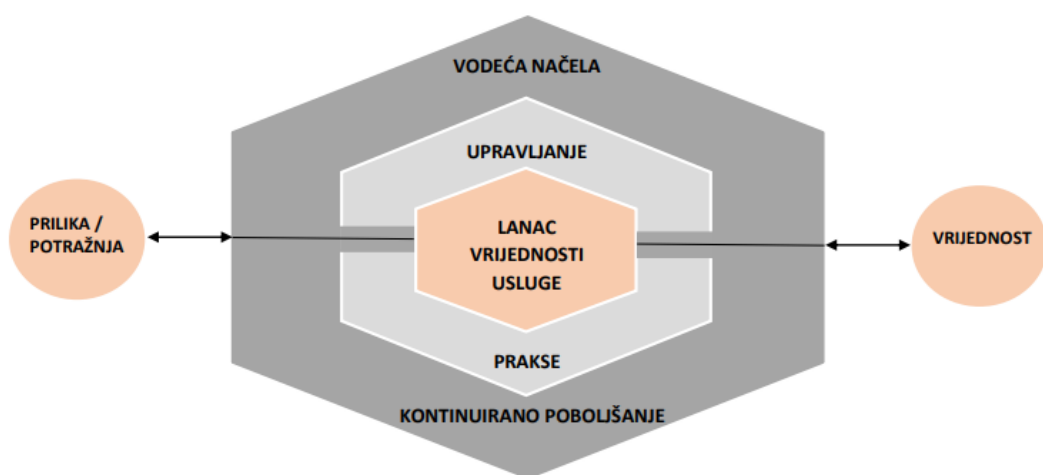 VODEĆA NAČELA
UPRAVLJANJE
PRILIKA /
POTRAŽNJA
LANAC
VRIJEDNOSTI
USLUGE
VRIJEDNOST
PRAKSE
KONTINUIRANO POBOLJŠANJE